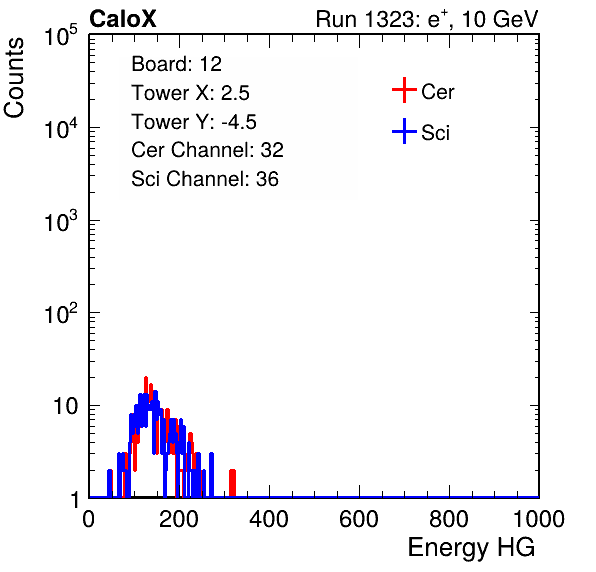 CaloX Run 1323: e⁺, 10 GeV
Counts
10⁵
10⁴
10³
10²
10
1
Board: 12
Tower X: 2.5
Tower Y: -4.5
Cer Channel: 32
Sci Channel: 36
Cer
Sci
0 200 400 600 800 1000
Energy HG